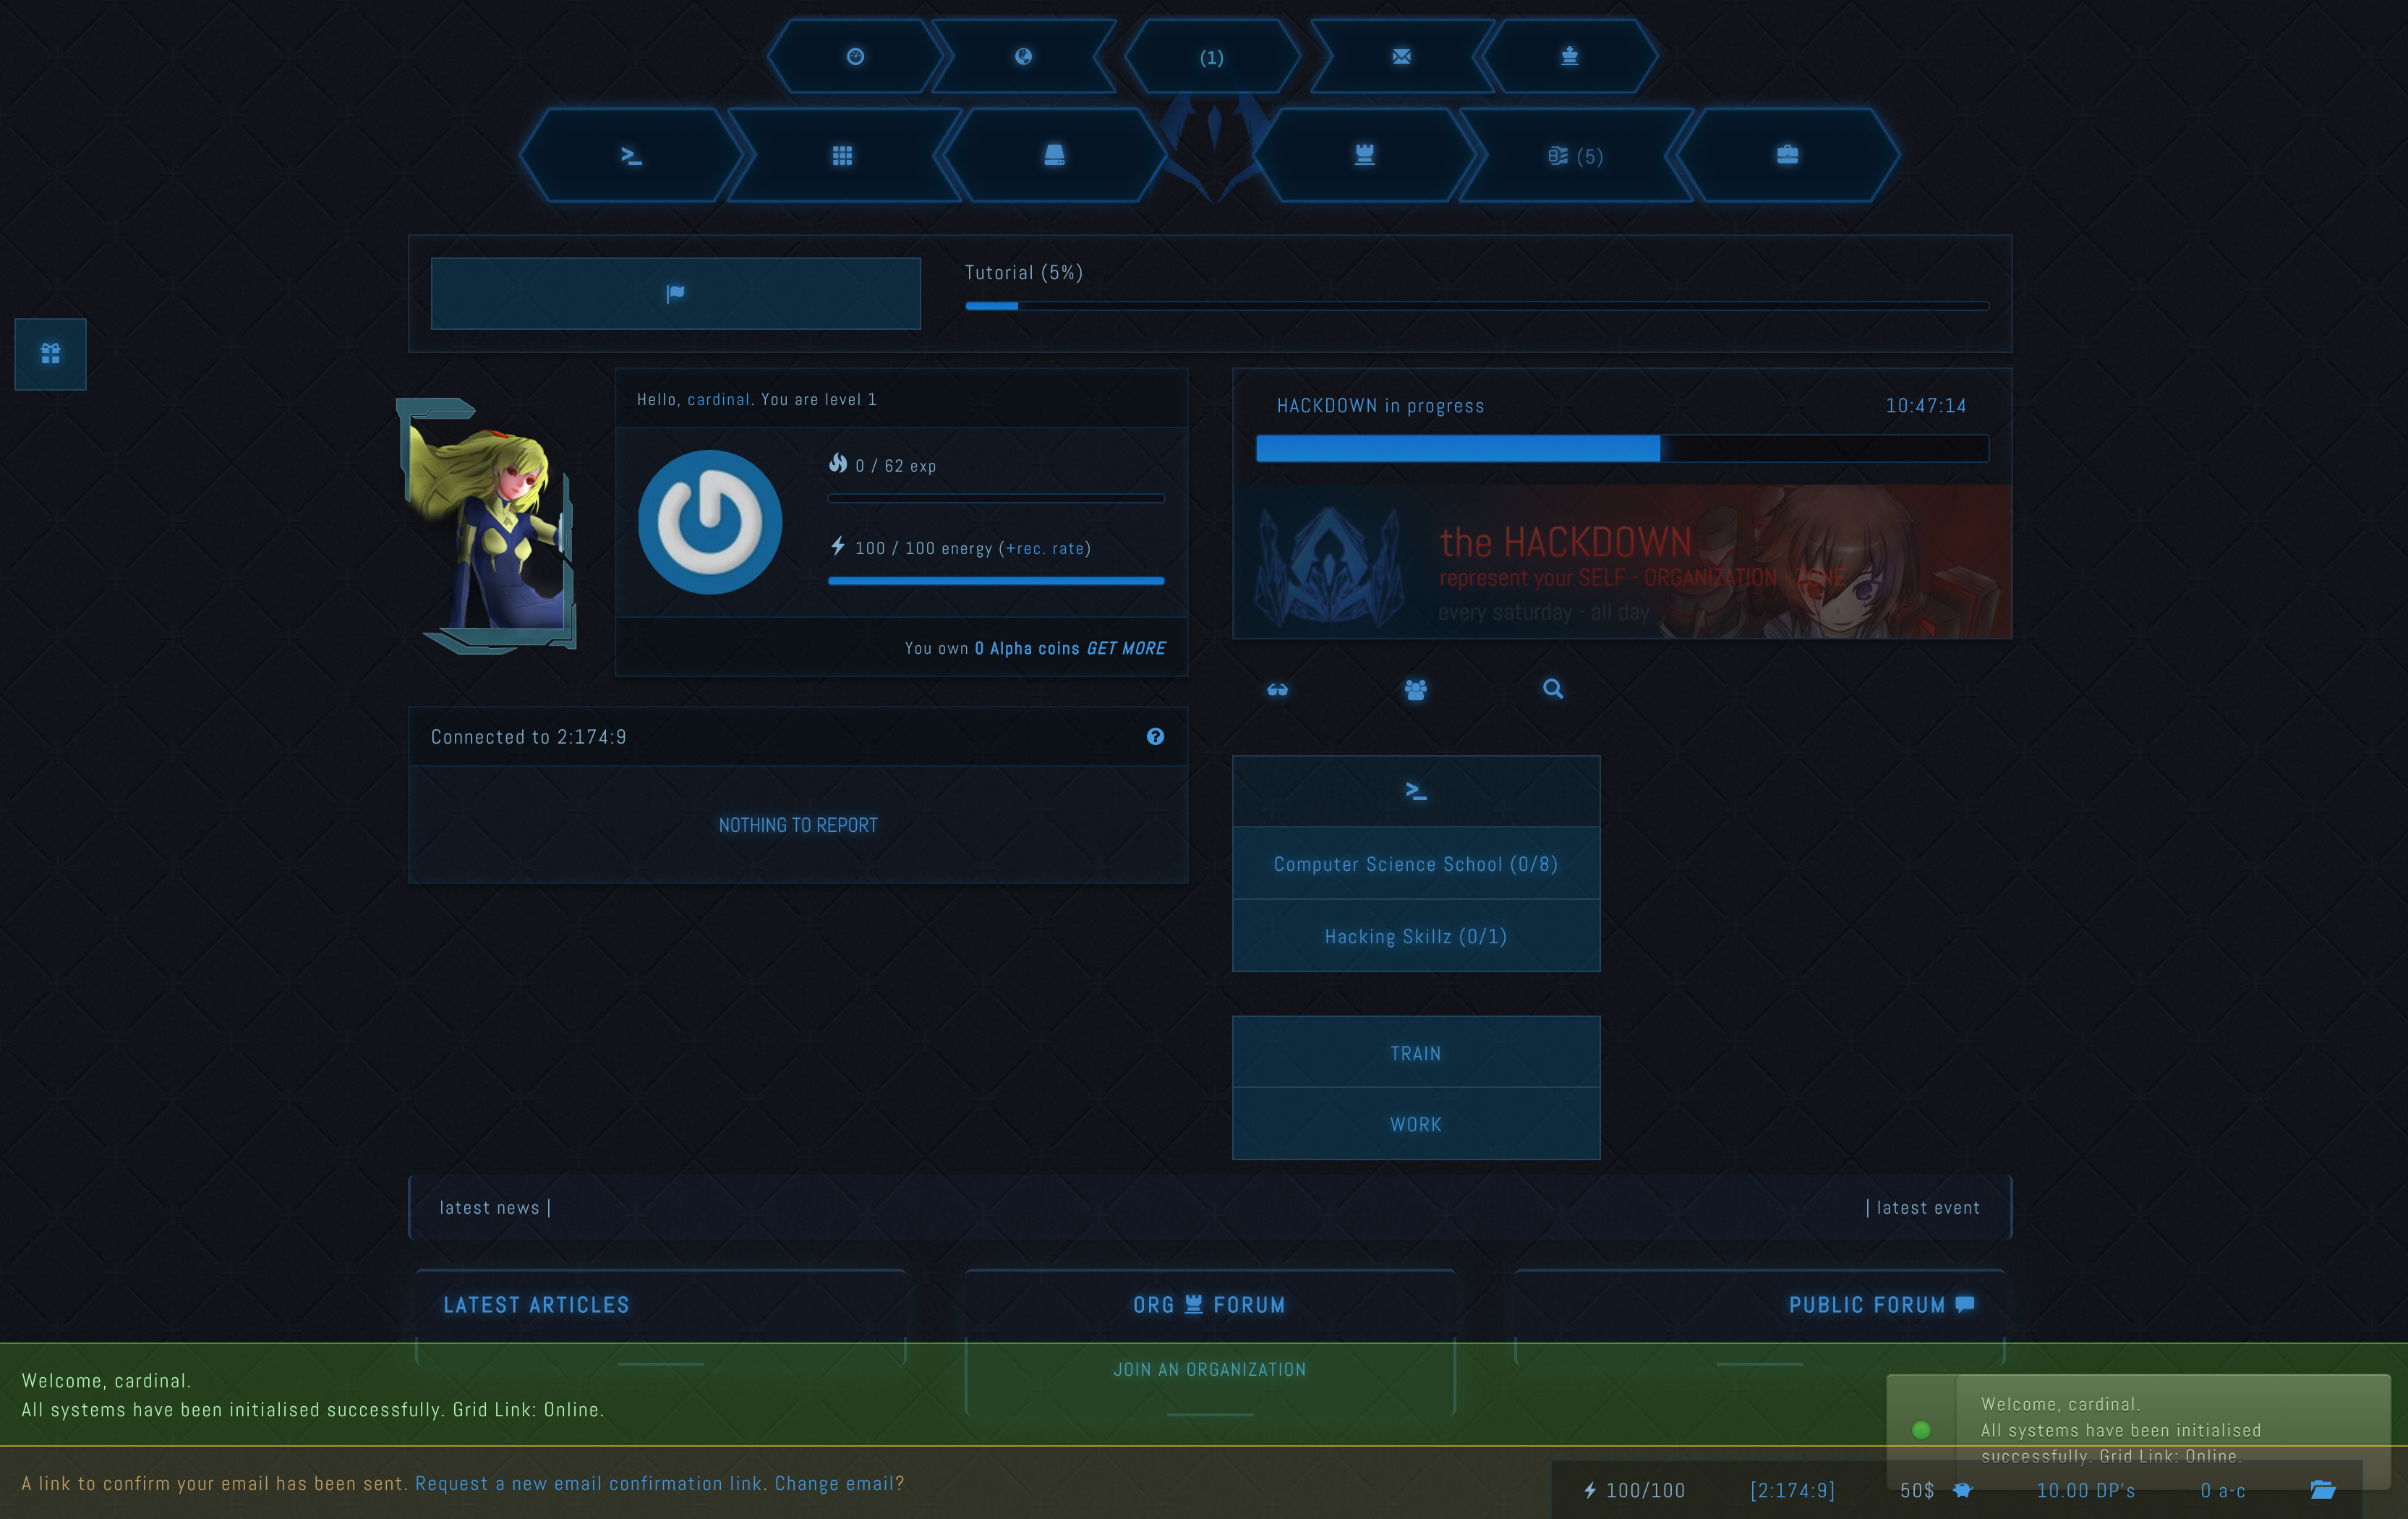 (1)
(5)
Tutorial (5%)
Hello, cardinal. You are level 1
0 / 62 exp
100 / 100 energy (+rec. rate)
You own 0 Alpha coins GET MORE
HACKDOWN in progress
10:47:14
the HACKDOWN
represent your SELF - ORGANIZATION - ZONE
every saturday - all day
Connected to 2:174:9
NOTHING TO REPORT
Computer Science School (0/8)
Hacking Skillz (0/1)
TRAIN
WORK
latest news |
| latest event
LATEST ARTICLES
ORG FORUM
PUBLIC FORUM
JOIN AN ORGANIZATION
Welcome, cardinal.
All systems have been initialised successfully. Grid Link: Online.
Welcome, cardinal.
All systems have been initialised
successfully. Grid Link: Online.
A link to confirm your email has been sent. Request a new email confirmation link. Change email?
100/100
[2:174:9]
50$
10.00 DP's
0 a-c